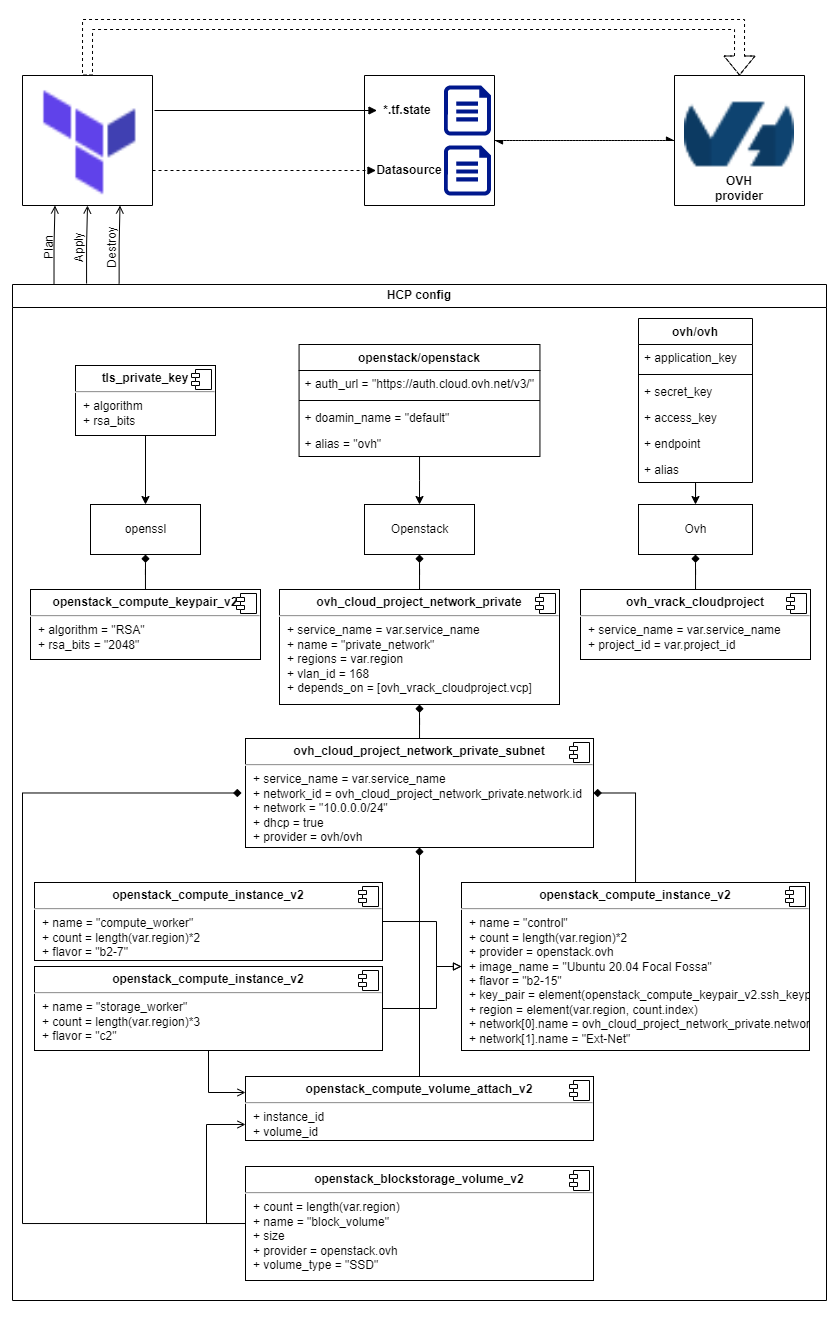 *.tf.state
Datasource
OVH
provider
Plan
Apply
Destroy
HCP config
tls_private_key
+ algorithm
+ rsa_bits
openstack/openstack
+ auth_url = "https://auth.cloud.ovh.net/v3/"
+ doamin_name = "default"
+ alias = "ovh"
ovh/ovh
+ application_key
+ secret_key
+ access_key
+ endpoint
+ alias
openssl
Openstack
Ovh
openstack_compute_keypair_v2
+ algorithm = "RSA"
+ rsa_bits = "2048"
ovh_cloud_project_network_private
+ service_name = var.service_name
+ name = "private_network"
+ regions = var.region
+ vlan_id = 168
+ depends_on = [ovh_vrack_cloudproject.vcp]
ovh_vrack_cloudproject
+ service_name = var.service_name
+ project_id = var.project_id
ovh_cloud_project_network_private_subnet
+ service_name = var.service_name
+ network_id = ovh_cloud_project_network_private.network.id
+ network = "10.0.0.0/24"
+ dhcp = true
+ provider = ovh/ovh
openstack_compute_instance_v2
+ name = "compute_worker"
+ count = length(var.region)*2
+ flavor = "b2-7"
openstack_compute_instance_v2
+ name = "storage_worker"
+ count = length(var.region)*3
+ flavor = "c2"
openstack_compute_instance_v2
+ name = "control"
+ count = length(var.region)*2
+ provider = openstack.ovh
+ image_name = "Ubuntu 20.04 Focal Fossa"
+ flavor = "b2-15"
+ key_pair = element(openstack_compute_keypair_v2.ssh_keyp
+ region = element(var.region, count.index)
+ network[0].name = ovh_cloud_project_network_private.networ
+ network[1].name = "Ext-Net"
openstack_compute_volume_attach_v2
+ instance_id
+ volume_id
openstack_blockstorage_volume_v2
+ count = length(var.region)
+ name = "block_volume"
+ size
+ provider = openstack.ovh
+ volume_type = "SSD"